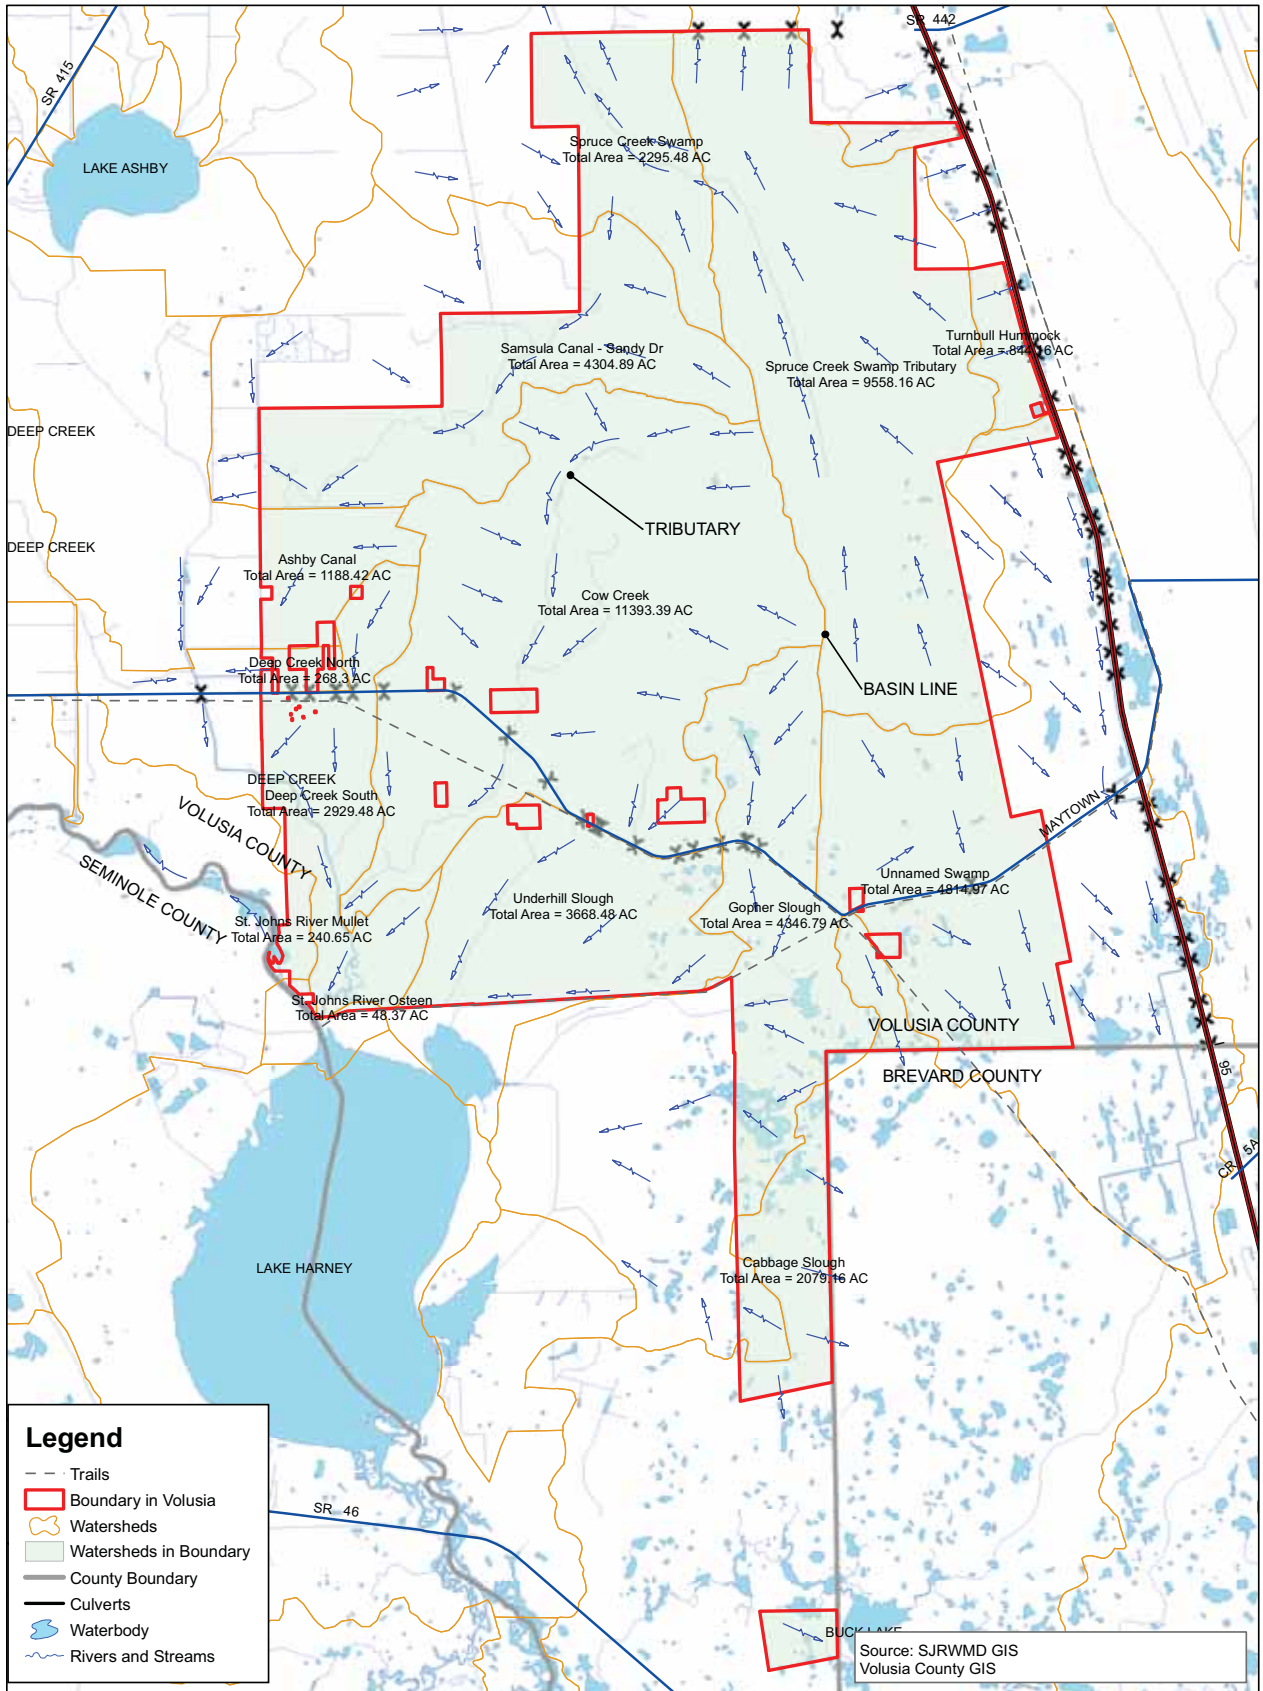 SR 442
SR 415
LAKE ASHBY
Spruce Creek Swamp
Total Area = 2295.48 AC
Turnbull Hummock
Total Area = 844.16 AC
Samsula Canal - Sandy Dr
Total Area = 4304.89 AC
Spruce Creek Swamp Tributary
Total Area = 9558.16 AC
DEEP CREEK
TRIBUTARY
DEEP CREEK
Ashby Canal
Total Area = 1188.42 AC
Cow Creek
Total Area = 11393.39 AC
Deep Creek North
Total Area = 268.3 AC
BASIN LINE
DEEP CREEK
Deep Creek South
Total Area = 2929.48 AC
VOLUSIA COUNTY
SEMINOLE COUNTY
MAYTOWN
Unnamed Swamp
Total Area = 4814.97 AC
Underhill Slough
Total Area = 3668.48 AC
Gopher Slough
Total Area = 4346.79 AC
St. Johns River Mullet
Total Area = 240.65 AC
St. Johns River Osteen
Total Area = 48.37 AC
VOLUSIA COUNTY
BREVARD COUNTY
I 95
CR 5A
LAKE HARNEY
Cabbage Slough
Total Area = 2079.16 AC
Legend
Trails
Boundary in Volusia
Watersheds
Watersheds in Boundary
County Boundary
Culverts
Waterbody
Rivers and Streams
SR 46
BUCK LAKE
Source: SJRWMD GIS
Volusia County GIS